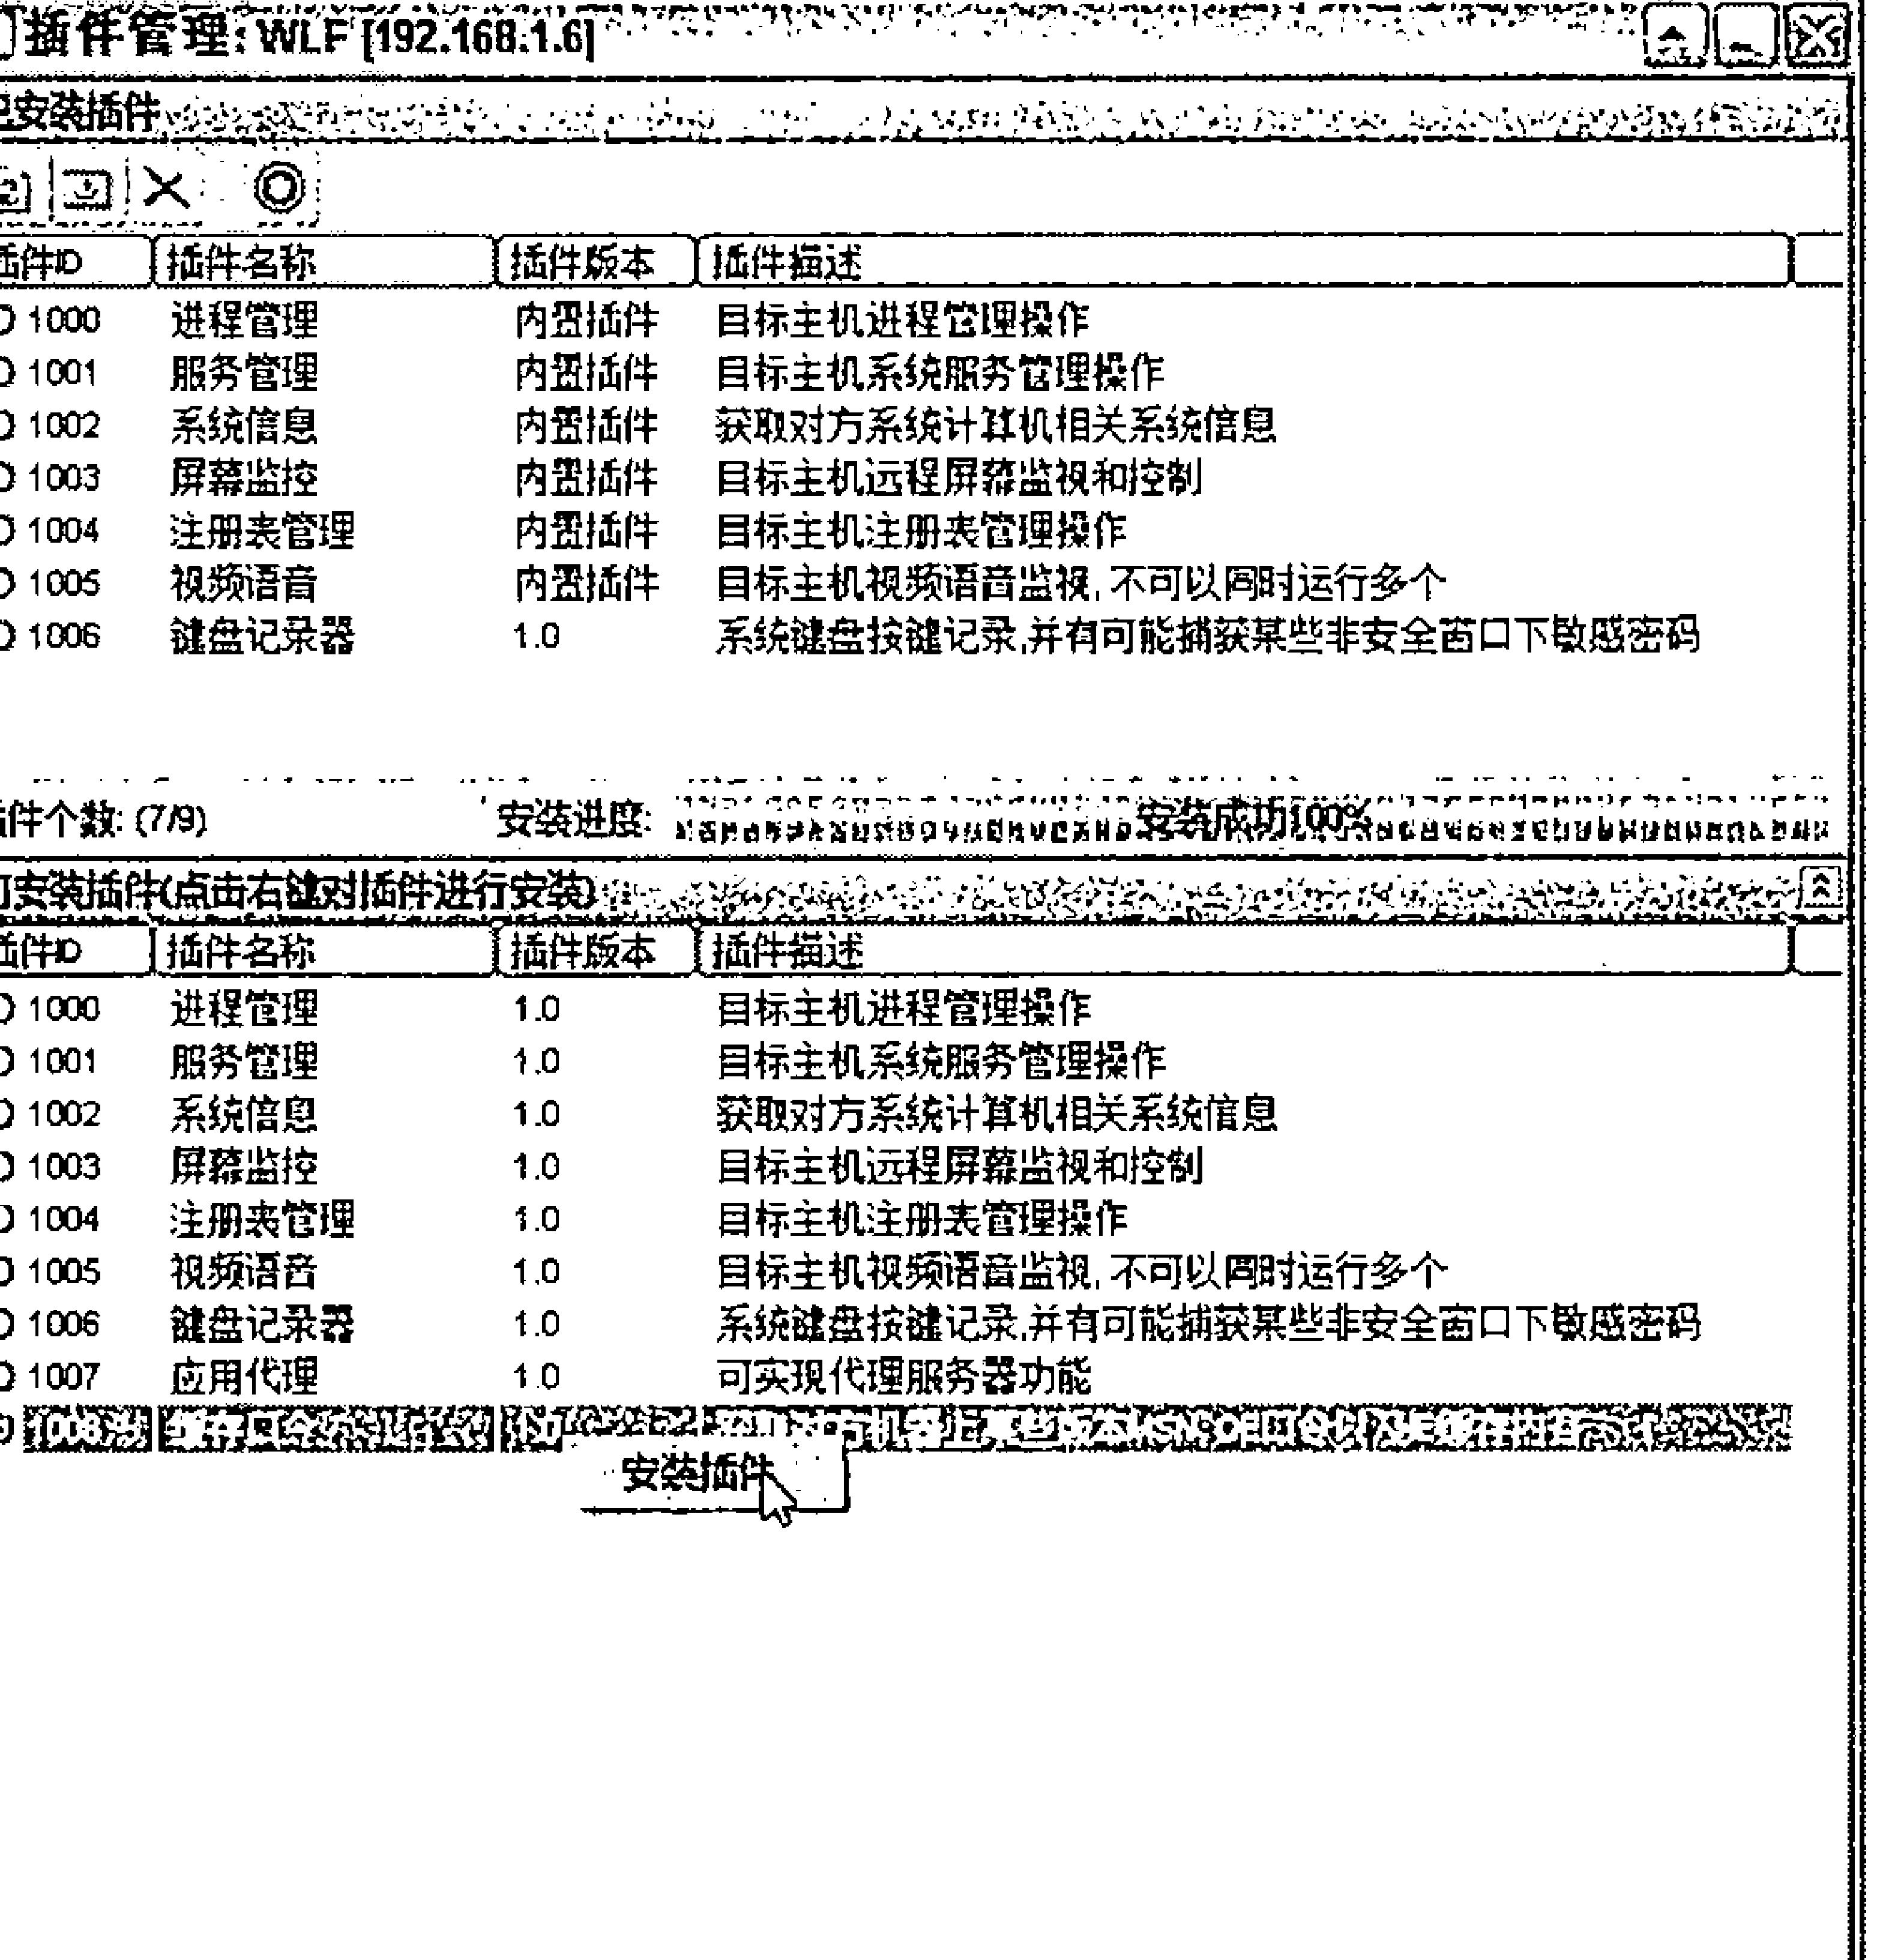 插件管理: WLF [192.168.1.6]
安装插件
件ID 插件名称 插件版本 插件描述
1000 进程管理 内置插件 目标主机进程管理操作
1001 服务管理 内置插件 目标主机系统服务管理操作
1002 系统信息 内置插件 获取对方系统计算机相关系统信息
1003 屏幕监控 内置插件 目标主机远程屏幕监视和控制
1004 注册表管理 内置插件 目标主机注册表管理操作
1005 视频语音 内置插件 目标主机视频语音监视, 不可以同时运行多个
1006 键盘记录器 1.0 系统键盘按键记录,并有可能捕获某些非安全窗口下敏感密码
件个数: (7/9) 安装进度: 安装成功100%
安装插件(点击右键对插件进行安装)
件ID 插件名称 插件版本 插件描述
1000 进程管理 1.0 目标主机进程管理操作
1001 服务管理 1.0 目标主机系统服务管理操作
1002 系统信息 1.0 获取对方系统计算机相关系统信息
1003 屏幕监控 1.0 目标主机远程屏幕监视和控制
1004 注册表管理 1.0 目标主机注册表管理操作
1005 视频语音 1.0 目标主机视频语音监视, 不可以同时运行多个
1006 键盘记录器 1.0 系统键盘按键记录,并有可能捕获某些非安全窗口下敏感密码
1007 应用代理 1.0 可实现代理服务器功能
1008 机器上某些版本MSN
安装插件